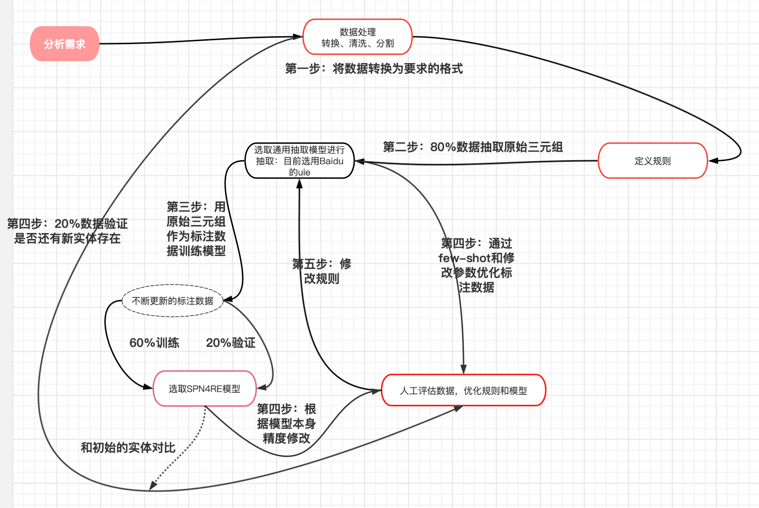 分析需求
数据处理
转换、清洗、分割
第一步：将数据转换为要求的格式
选取通用抽取模型进行
抽取：目前选用Baidu
的uie
第二步：80%数据抽取原始三元组
定义规则
第三步：用
原始三元组
作为标注数
据训练模型
第四步：20%数据验证
是否还有新实体存在
第四步：通过
few-shot和修
改参数优化标
注数据
第五步：修
改规则
不断更新的标注数据
60%训练
20%验证
选取SPN4RE模型
人工评估数据，优化规则和模型
第四步：根
据模型本身
精度修改
和初始的实体对比